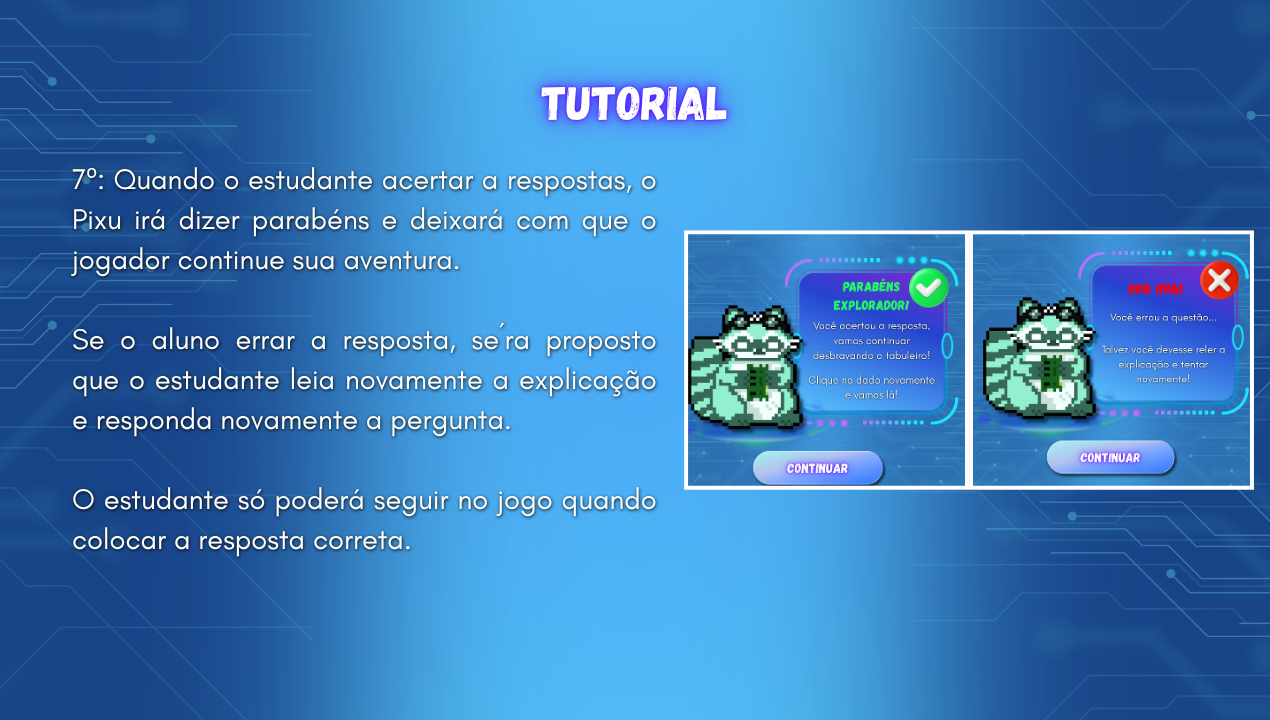 TUTORIAL
7º: Quando o estudante acertar a respostas, o
Pixu irá dizer parabéns e deixará com que o
jogador continue sua aventura.
Se o aluno errar a resposta, se´ra proposto
que o estudante leia novamente a explicação
e responda novamente a pergunta.
O estudante só poderá seguir no jogo quando
colocar a resposta correta.
PARABÉNS
EXPLORADOR!
Você acertou a resposta,
vamos continuar
desbravando o tabuleiro!
Clique no dado novamente
e vamos lá!
CONTINUAR
OPA OPA!
Você errou a questão...
Talvez você devesse reler a
explicação e tentar
novamente!
CONTINUAR